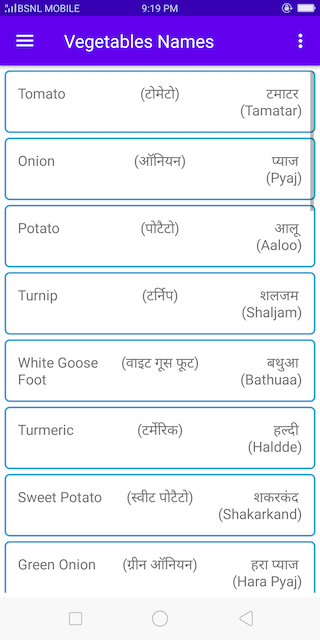 BSNL MOBILE 9:19 PM
Vegetables Names
Tomato (टोमेटो) टमाटर
(Tamatar)
Onion (ऑनियन) प्याज
(Pyaj)
Potato (पोटैटो) आलू
(Aaloo)
Turnip (टर्निप) शलजम
(Shaljam)
White Goose (वाइट गूस फूट) बथुआ
Foot (Bathuaa)
Turmeric (टर्मेरिक) हल्दी
(Haldde)
Sweet Potato (स्वीट पोटैटो) शकरकंद
(Shakarkand)
Green Onion (ग्रीन ऑनियन) हरा प्याज
(Hara Pyaj)